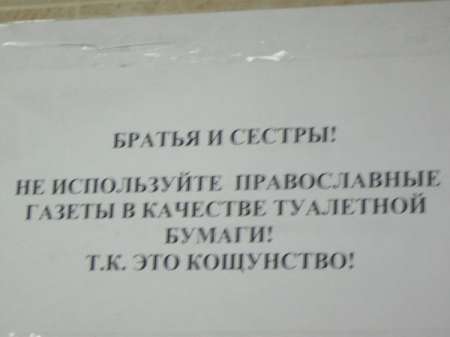 БРАТЬЯ И СЕСТРЫ!
НЕ ИСПОЛЬЗУЙТЕ ПРАВОСЛАВНЫЕ
ГАЗЕТЫ В КАЧЕСТВЕ ТУАЛЕТНОЙ
БУМАГИ!
Т.К. ЭТО КОЩУНСТВО!